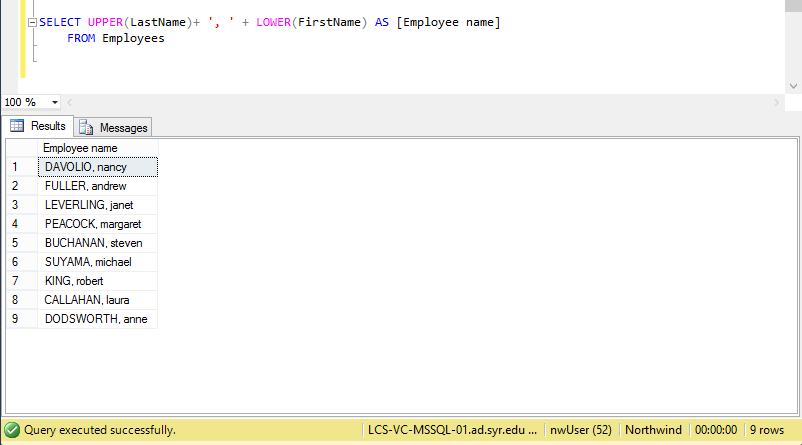 SELECT UPPER(LastName)+ ', ' + LOWER(FirstName) AS [Employee name]
FROM Employees
100 %
Results Messages
Employee name
1 DAVOLIO, nancy
2 FULLER, andrew
3 LEVERLING, janet
4 PEACOCK, margaret
5 BUCHANAN, steven
6 SUYAMA, michael
7 KING, robert
8 CALLAHAN, laura
9 DODSWORTH, anne
Query executed successfully. LCS-VC-MSSQL-01.ad.syr.edu ... nwUser (52) Northwind 00:00:00 9 rows